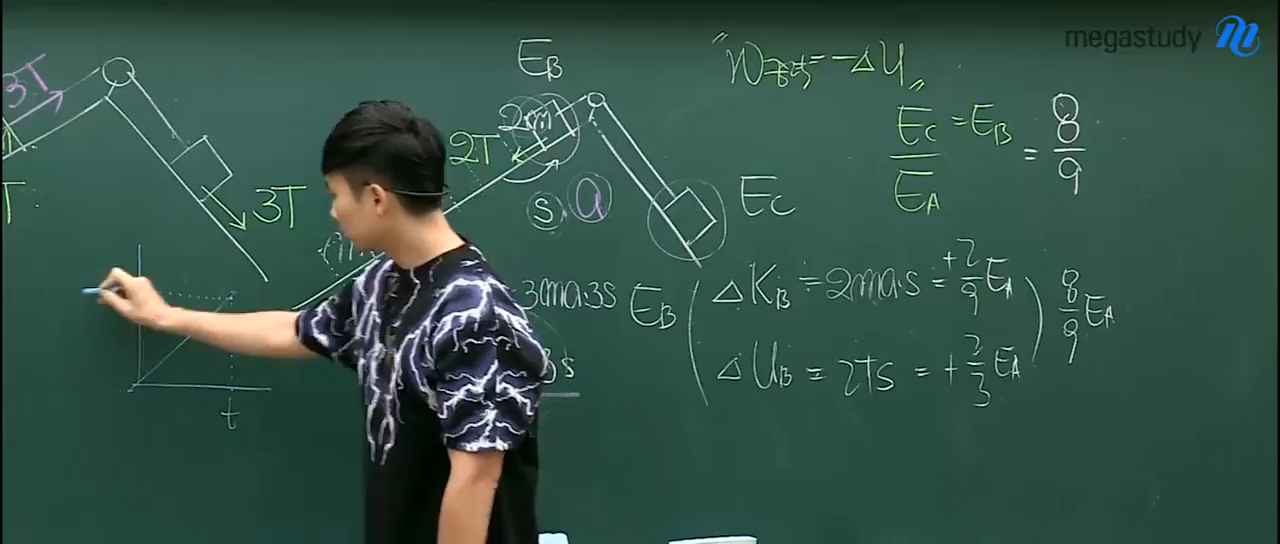 megastudy
3T
3T
T
t
E_B
2m
2T
s, a
E_C
3ma·3s
3s
"W중력=-ΔU"
E_C = E_B
E_A
= 8/9
E_B
ΔK_B = 2ma·s = +2/9 E_A
ΔU_B = 2Ts = +2/3 E_A
8/9 E_A